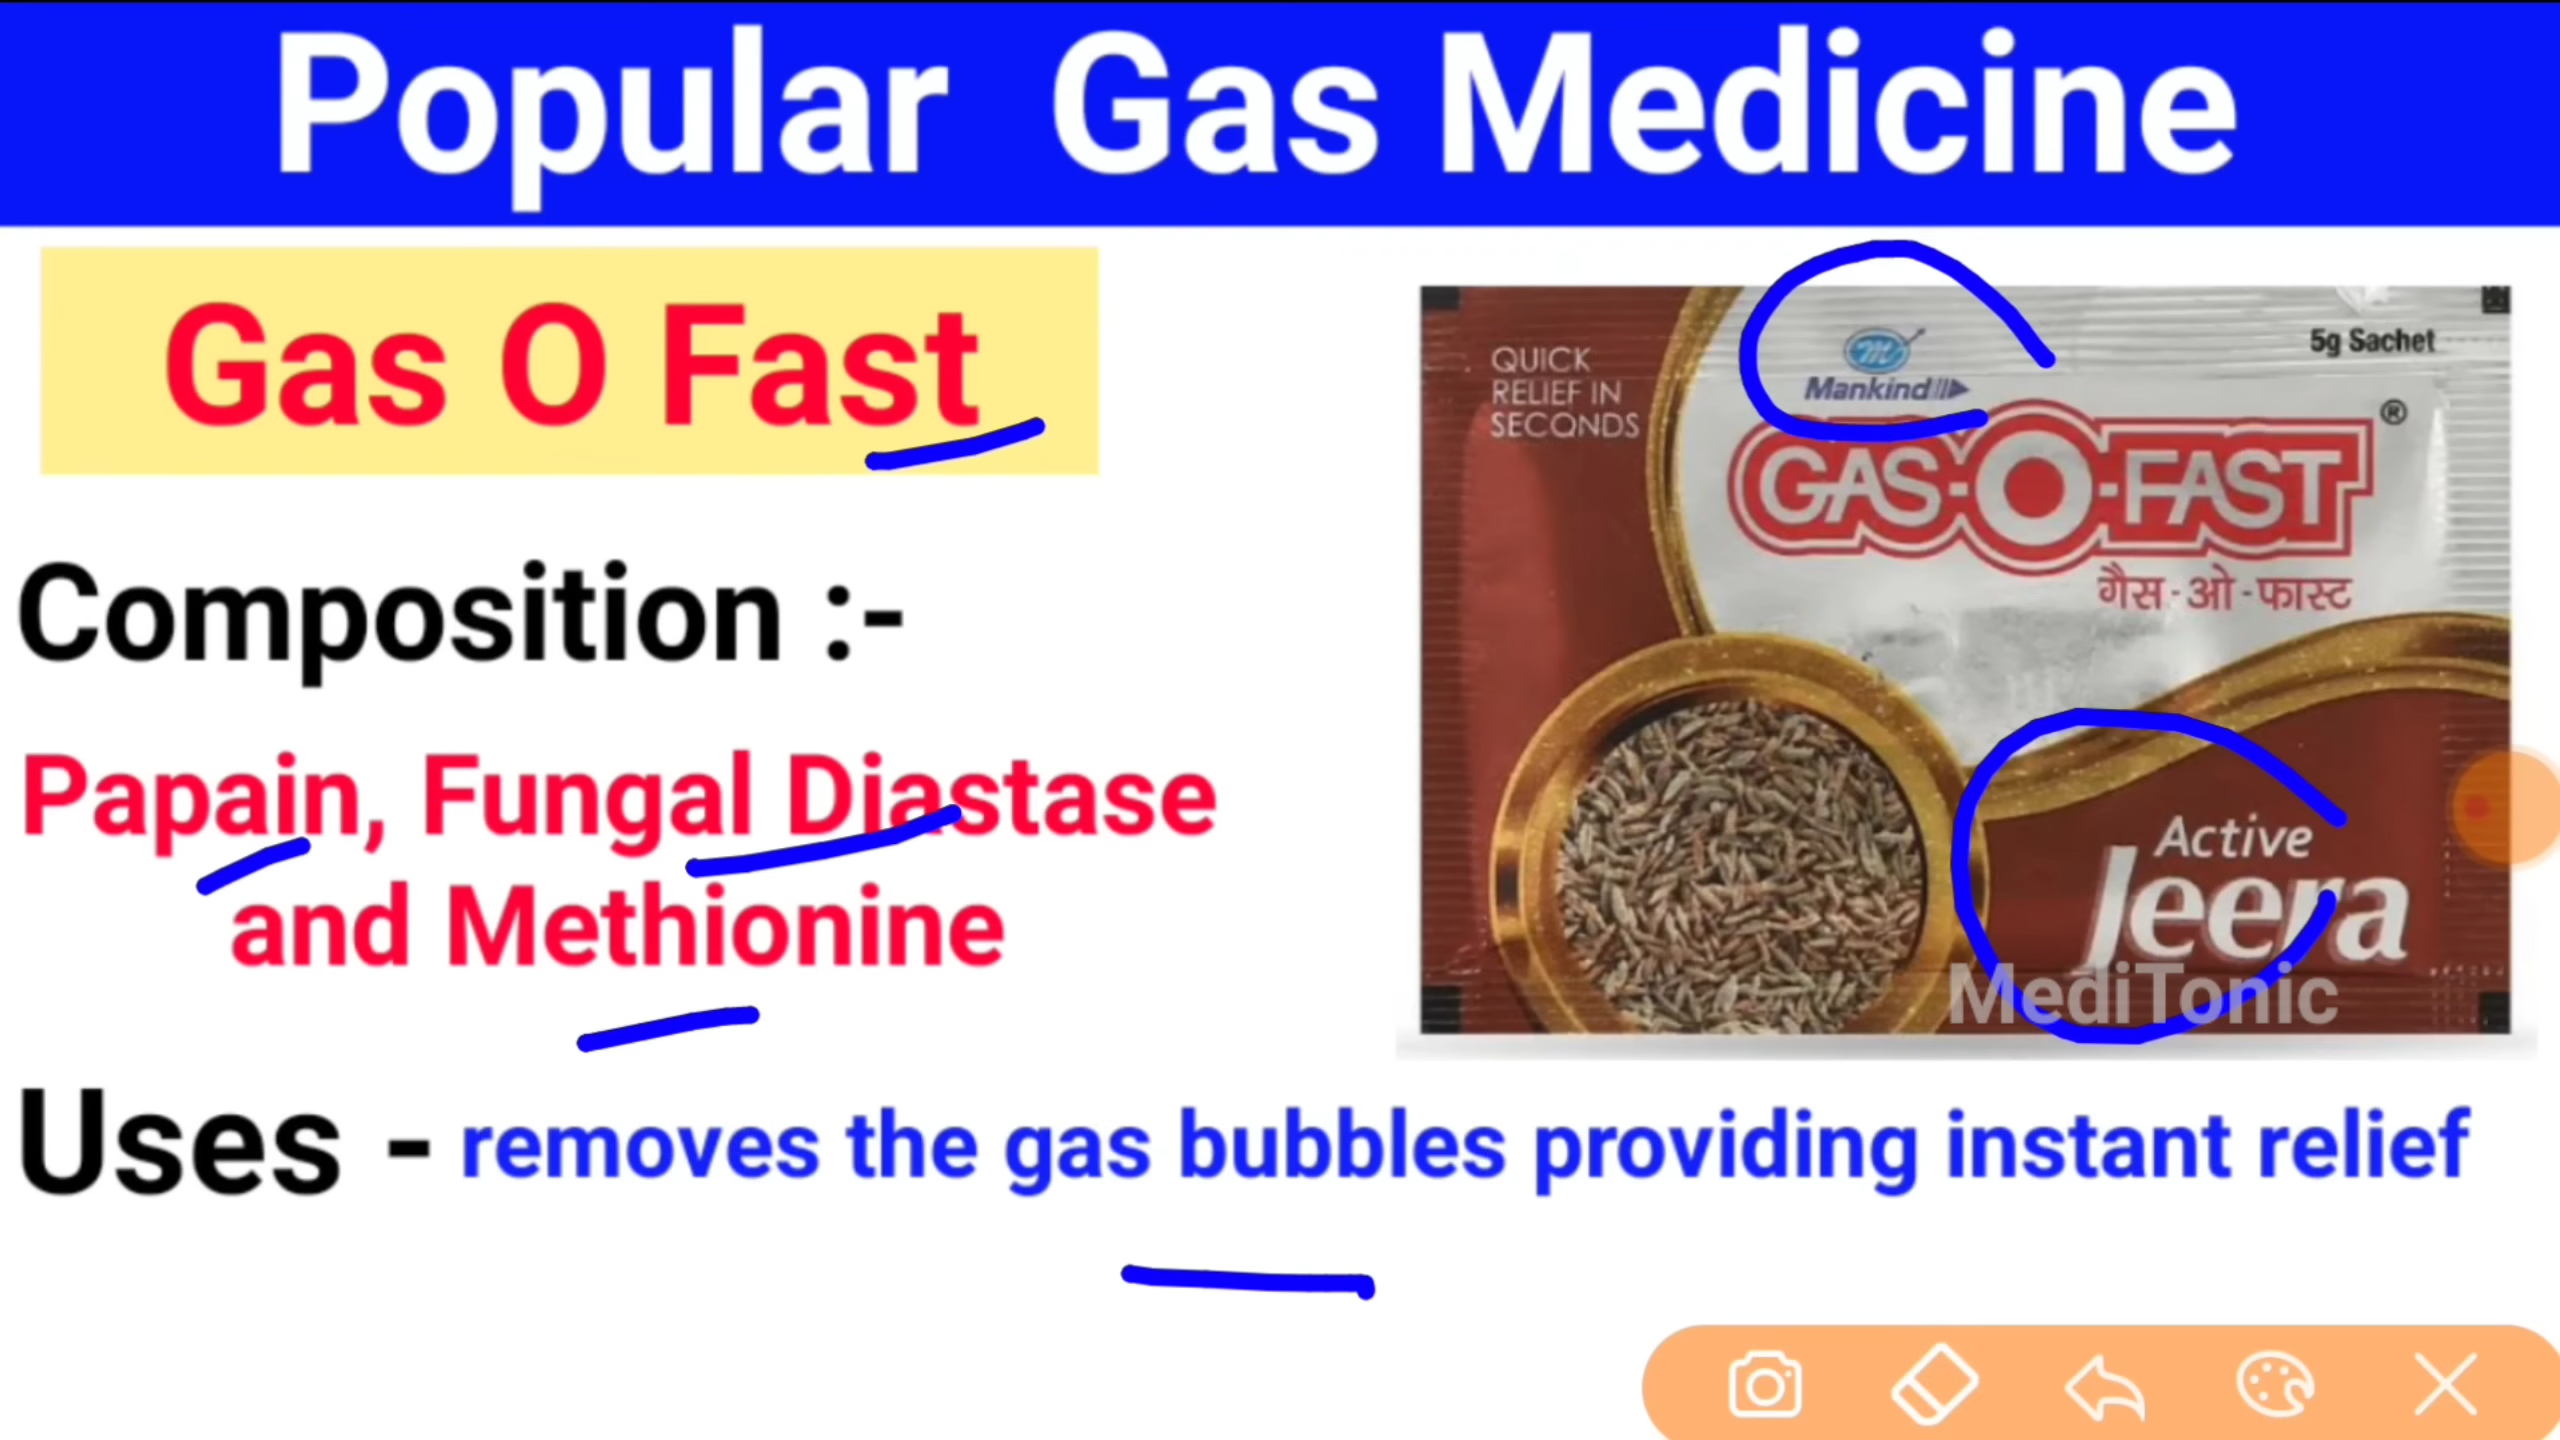 Popular Gas Medicine
Gas O Fast
Composition :-
Papain, Fungal Diastase
and Methionine
Uses - removes the gas bubbles providing instant relief
QUICK
RELIEF IN
SECONDS
Mankind
5g Sachet
GAS-O-FAST®
गैस-ओ-फास्ट
Active
Jeera
MediTonic